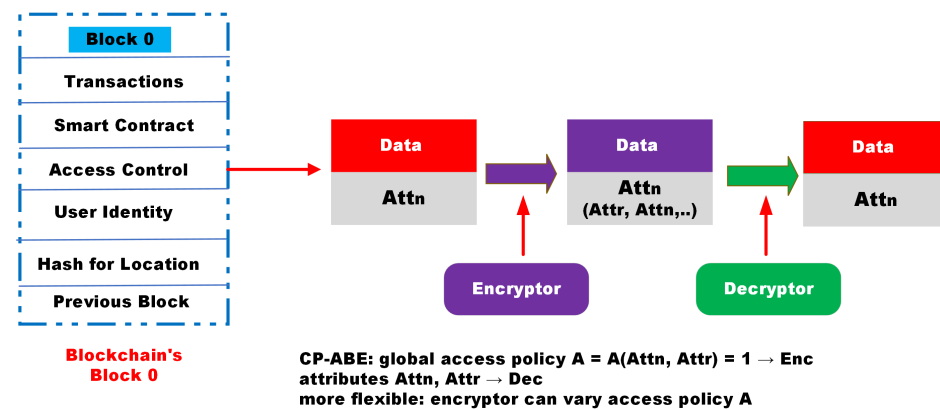 Block 0
Transactions
Smart Contract
Access Control
User Identity
Hash for Location
Previous Block
Blockchain's
Block 0
Data
Attn
Data
Attn
(Attr, Attn,..)
Data
Attn
Encryptor
Decryptor
CP-ABE: global access policy A = A(Attn, Attr) = 1 → Enc
attributes Attn, Attr → Dec
more flexible: encryptor can vary access policy A